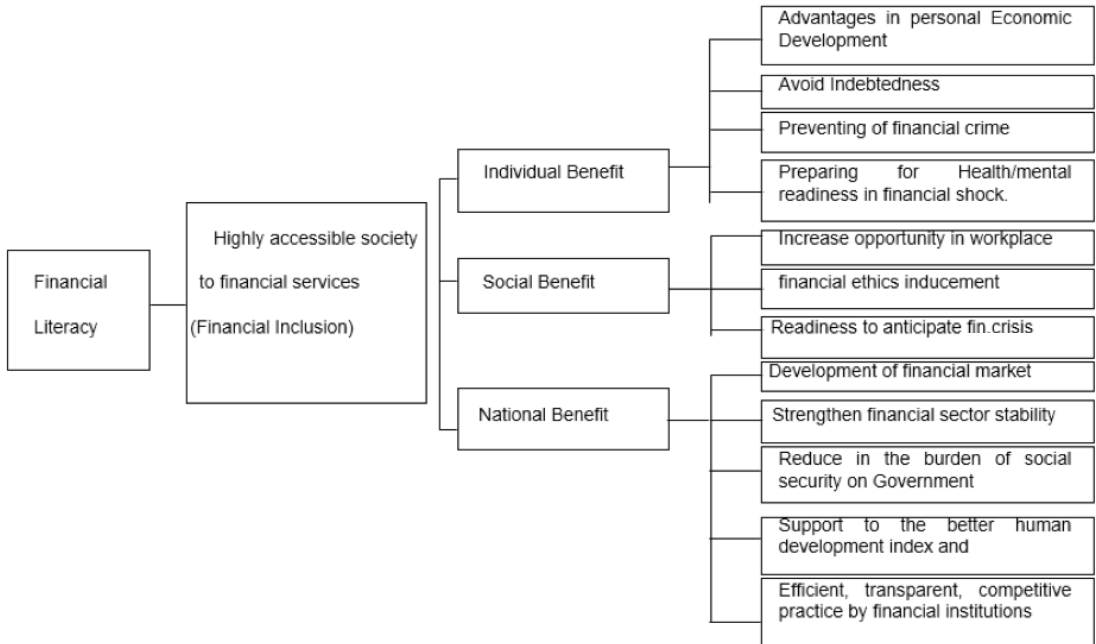 Financial
Literacy
Highly accessible society
to financial services
(Financial Inclusion)
Individual Benefit
Advantages in personal Economic
Development
Avoid Indebtedness
Preventing of financial crime
Preparing for Health/mental
readiness in financial shock.
Social Benefit
Increase opportunity in workplace
financial ethics inducement
Readiness to anticipate fin.crisis
National Benefit
Development of financial market
Strengthen financial sector stability
Reduce in the burden of social
security on Government
Support to the better human
development index and
Efficient, transparent, competitive
practice by financial institutions